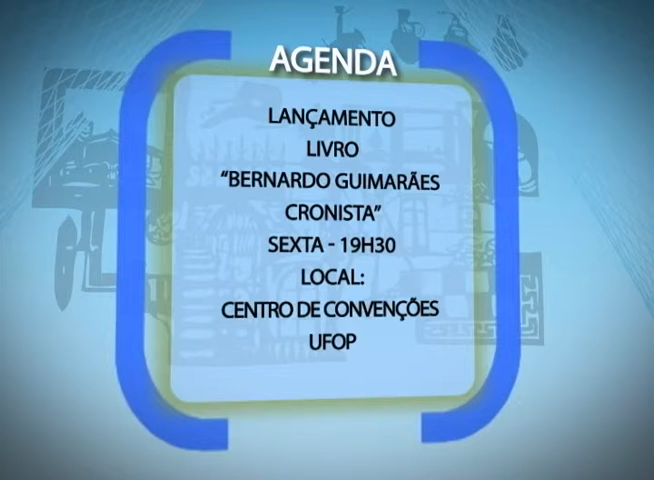 AGENDA
LANÇAMENTO
LIVRO
“BERNARDO GUIMARÃES
CRONISTA”
SEXTA - 19H30
LOCAL:
CENTRO DE CONVENÇÕES
UFOP